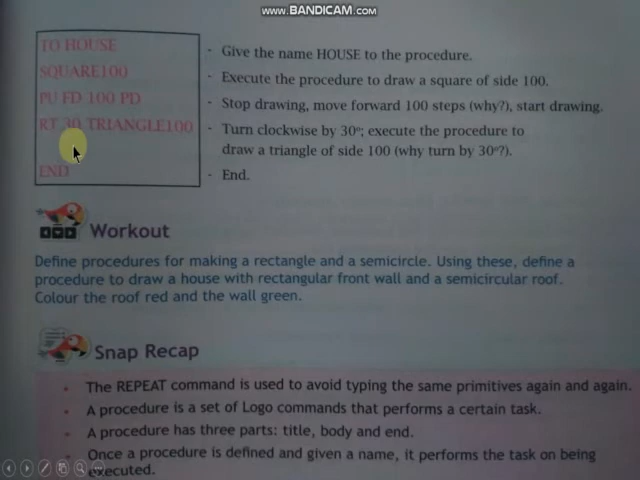 www.BANDICAM.com
TO HOUSE
- Give the name HOUSE to the procedure.
SQUARE100
- Execute the procedure to draw a square of side 100.
PU FD 100 PD
- Stop drawing, move forward 100 steps (why?), start drawing.
RT 30 TRIANGLE100
- Turn clockwise by 30°; execute the procedure to
draw a triangle of side 100 (why turn by 30°?).
END
- End.
Workout
Define procedures for making a rectangle and a semicircle. Using these, define a
procedure to draw a house with rectangular front wall and a semicircular roof.
Colour the roof red and the wall green.
Snap Recap
• The REPEAT command is used to avoid typing the same primitives again and again.
• A procedure is a set of Logo commands that performs a certain task.
• A procedure has three parts: title, body and end.
• Once a procedure is defined and given a name, it performs the task on being
executed.